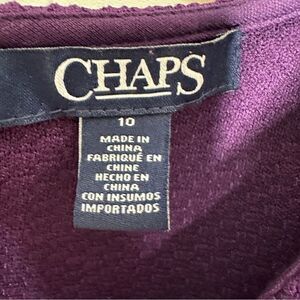 CHAPS
10
MADE IN
CHINA
FABRIQUÉ EN
CHINE
HECHO EN
CHINA
CON INSUMOS
IMPORTADOS